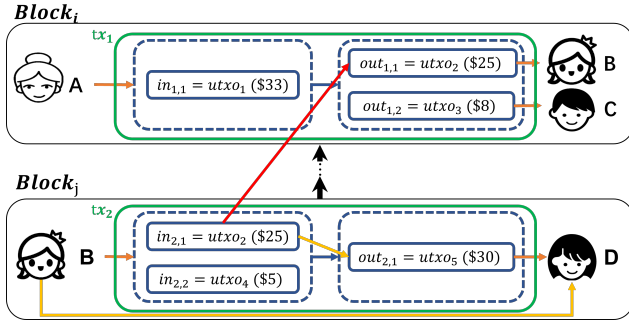 Block_i
tx_1
A
in_{1,1} = utxo_1 ($33)
out_{1,1} = utxo_2 ($25)
out_{1,2} = utxo_3 ($8)
B
C
Block_j
tx_2
B
in_{2,1} = utxo_2 ($25)
in_{2,2} = utxo_4 ($5)
out_{2,1} = utxo_5 ($30)
D